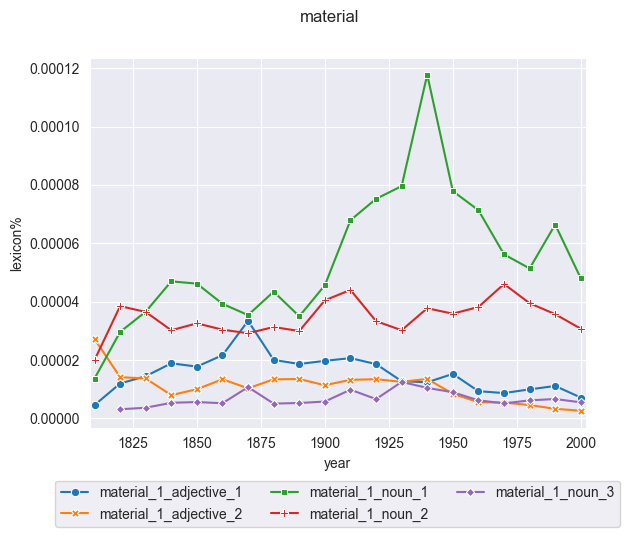 material
0.00012
0.00010
0.00008
0.00006
0.00004
0.00002
0.00000
lexicon%
1825 1850 1875 1900 1925 1950 1975 2000
year
material_1_adjective_1 material_1_noun_1 material_1_noun_3
material_1_adjective_2 material_1_noun_2